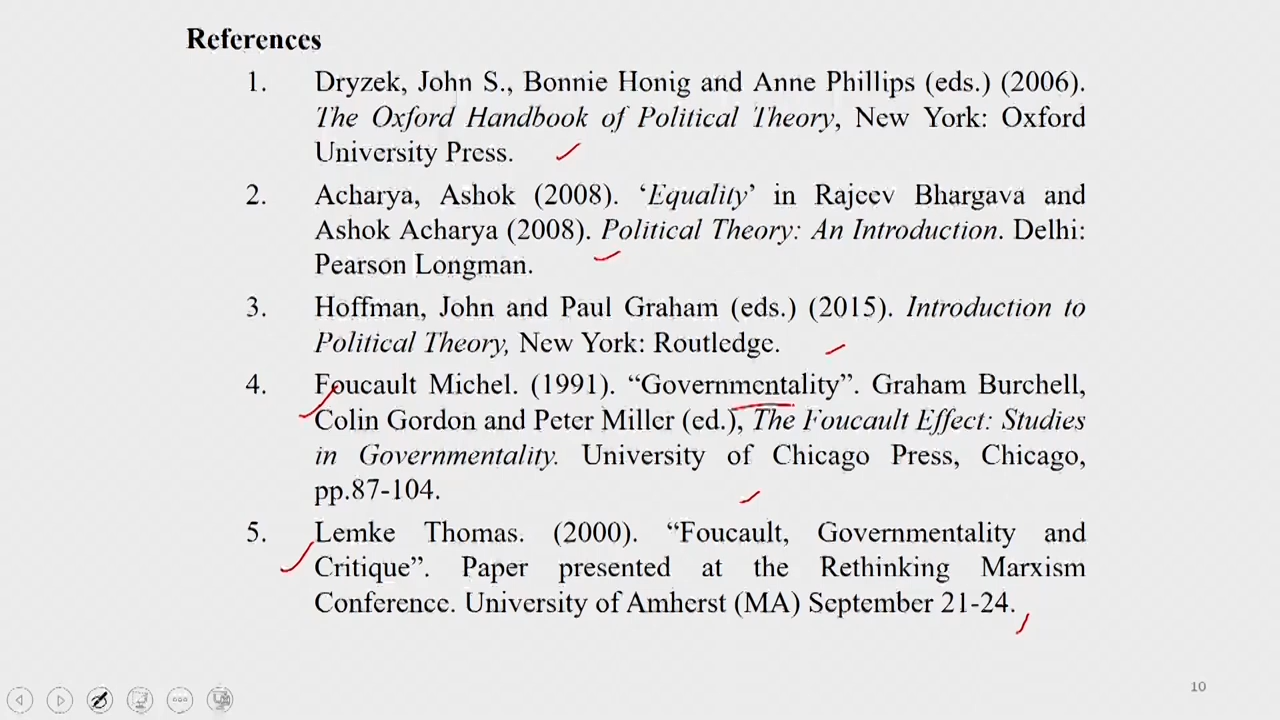 References
1. Dryzek, John S., Bonnie Honig and Anne Phillips (eds.) (2006).
The Oxford Handbook of Political Theory, New York: Oxford
University Press.
2. Acharya, Ashok (2008). ‘Equality’ in Rajeev Bhargava and
Ashok Acharya (2008). Political Theory: An Introduction. Delhi:
Pearson Longman.
3. Hoffman, John and Paul Graham (eds.) (2015). Introduction to
Political Theory, New York: Routledge.
4. Foucault Michel. (1991). “Governmentality”. Graham Burchell,
Colin Gordon and Peter Miller (ed.), The Foucault Effect: Studies
in Governmentality. University of Chicago Press, Chicago,
pp.87-104.
5. Lemke Thomas. (2000). “Foucault, Governmentality and
Critique”. Paper presented at the Rethinking Marxism
Conference. University of Amherst (MA) September 21-24.
10